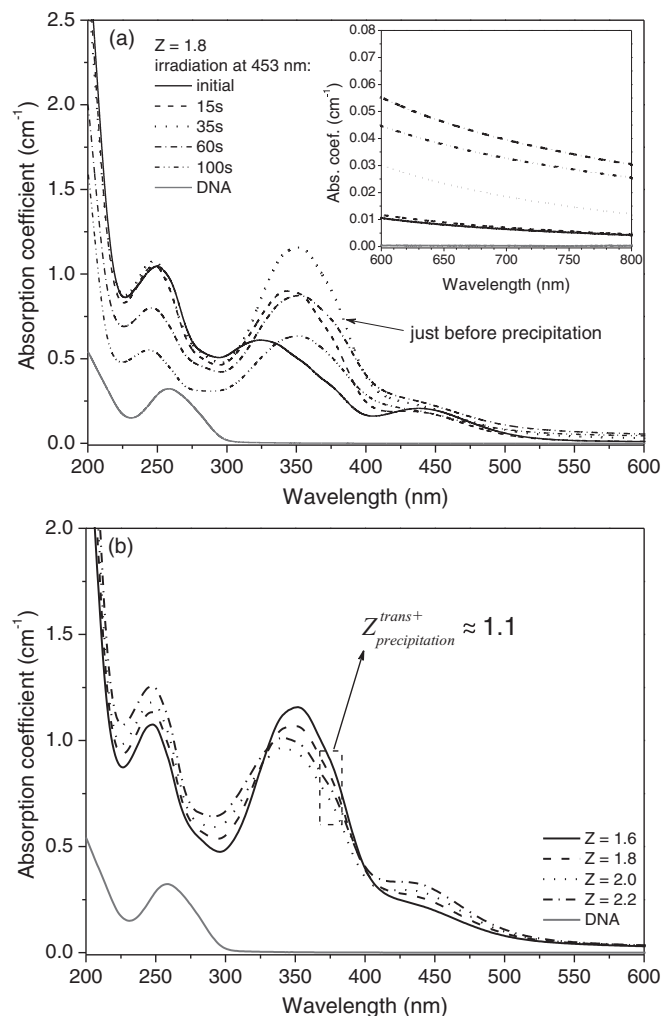 (a)
Z = 1.8
irradiation at 453 nm:
initial
15s
35s
60s
100s
DNA
2.5
2.0
1.5
1.0
0.5
0.0
Absorption coefficient (cm-1)
200 250 300 350 400 450 500 550 600
Wavelength (nm)
0.08
0.07
0.06
0.05
0.04
0.03
0.02
0.01
0.00
Abs. coef. (cm-1)
600 650 700 750 800
Wavelength (nm)
just before precipitation
(b)
2.0
1.5
1.0
0.5
0.0
Absorption coefficient (cm-1)
Z trans+ precipitation ≈ 1.1
Z = 1.6
Z = 1.8
Z = 2.0
Z = 2.2
DNA
200 250 300 350 400 450 500 550 600
Wavelength (nm)